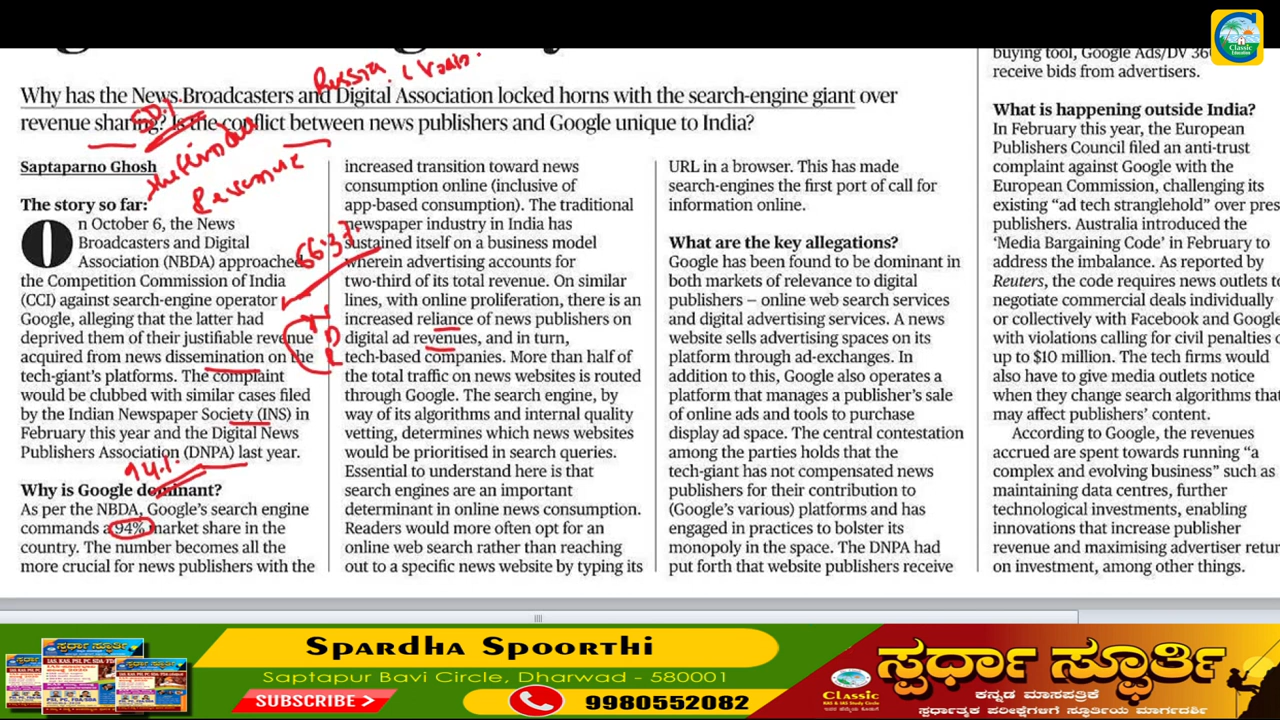 Classic
Education
Why has the News Broadcasters and Digital Association locked horns with the search-engine giant over
revenue sharing? Is the conflict between news publishers and Google unique to India?
Saptaparno Ghosh
The story so far:
On October 6, the News
Broadcasters and Digital
Association (NBDA) approached
the Competition Commission of India
(CCI) against search-engine operator
Google, alleging that the latter had
deprived them of their justifiable revenue
acquired from news dissemination on the
tech-giant's platforms. The complaint
would be clubbed with similar cases filed
by the Indian Newspaper Society (INS) in
February this year and the Digital News
Publishers Association (DNPA) last year.
Why is Google dominant?
As per the NBDA, Google's search engine
commands a 94% market share in the
country. The number becomes all the
more crucial for news publishers with the
increased transition toward news
consumption online (inclusive of
app-based consumption). The traditional
newspaper industry in India has
sustained itself on a business model
wherein advertising accounts for
two-third of its total revenue. On similar
lines, with online proliferation, there is an
increased reliance of news publishers on
digital ad revenues, and in turn,
tech-based companies. More than half of
the total traffic on news websites is routed
through Google. The search engine, by
way of its algorithms and internal quality
vetting, determines which news websites
would be prioritised in search queries.
Essential to understand here is that
search engines are an important
determinant in online news consumption.
Readers would more often opt for an
online web search rather than reaching
out to a specific news website by typing its
URL in a browser. This has made
search-engines the first port of call for
information online.
What are the key allegations?
Google has been found to be dominant in
both markets of relevance to digital
publishers – online web search services
and digital advertising services. A news
website sells advertising spaces on its
platform through ad-exchanges. In
addition to this, Google also operates a
platform that manages a publisher's sale
of online ads and tools to purchase
display ad space. The central contestation
among the parties holds that the
tech-giant has not compensated news
publishers for their contribution to
(Google's various) platforms and has
engaged in practices to bolster its
monopoly in the space. The DNPA had
put forth that website publishers receive
buying tool, Google Ads/DV 36
receive bids from advertisers.
What is happening outside India?
In February this year, the European
Publishers Council filed an anti-trust
complaint against Google with the
European Commission, challenging its
existing "ad tech stranglehold" over pres
publishers. Australia introduced the
'Media Bargaining Code' in February to
address the imbalance. As reported by
Reuters, the code requires news outlets to
negotiate commercial deals individually
or collectively with Facebook and Google
with violations calling for civil penalties o
up to $10 million. The tech firms would
also have to give media outlets notice
when they change search algorithms that
may affect publishers' content.
According to Google, the revenues
accrued are spent towards running "a
complex and evolving business" such as
maintaining data centres, further
technological investments, enabling
innovations that increase publisher
revenue and maximising advertiser retur
on investment, among other things.
Russia
50%
the Hindu
Revenue
66.3%
94%
Spardha Spoorthi
Saptapur Bavi Circle, Dharwad - 580001
SUBSCRIBE
9980552082
ಸ್ಪರ್ಧಾ ಸ್ಫೂರ್ತಿ
Classic
KAS & IAS Study Circle
ಕನ್ನಡ ಮಾಸಪತ್ರಿಕೆ
ಸ್ಪರ್ಧಾತ್ಮಕ ಪರೀಕ್ಷೆಗಳಿಗೆ ಸ್ಫೂರ್ತಿಯ ಮಾರ್ಗದರ್ಶಿ